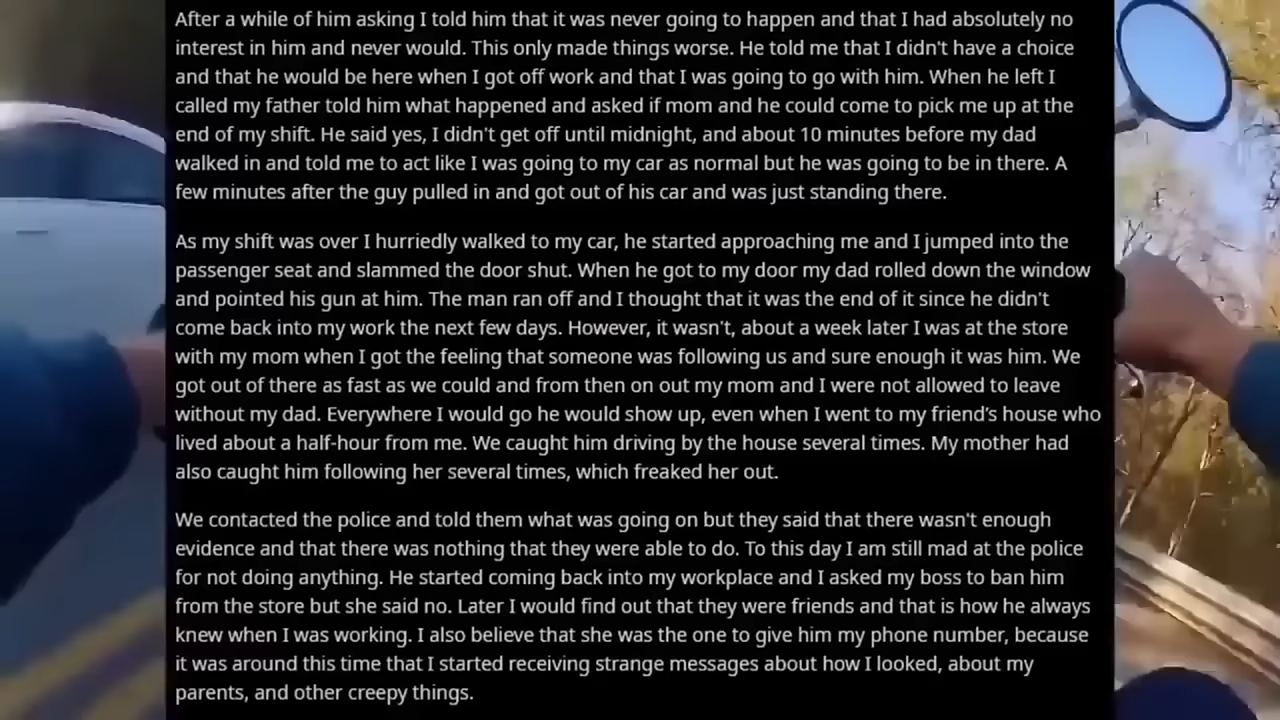 After a while of him asking I told him that it was never going to happen and that I had absolutely no
interest in him and never would. This only made things worse. He told me that I didn't have a choice
and that he would be here when I got off work and that I was going to go with him. When he left I
called my father told him what happened and asked if mom and he could come to pick me up at the
end of my shift. He said yes, I didn't get off until midnight, and about 10 minutes before my dad
walked in and told me to act like I was going to my car as normal but he was going to be in there. A
few minutes after the guy pulled in and got out of his car and was just standing there.
As my shift was over I hurriedly walked to my car, he started approaching me and I jumped into the
passenger seat and slammed the door shut. When he got to my door my dad rolled down the window
and pointed his gun at him. The man ran off and I thought that it was the end of it since he didn't
come back into my work the next few days. However, it wasn't, about a week later I was at the store
with my mom when I got the feeling that someone was following us and sure enough it was him. We
got out of there as fast as we could and from then on out my mom and I were not allowed to leave
without my dad. Everywhere I would go he would show up, even when I went to my friend's house who
lived about a half-hour from me. We caught him driving by the house several times. My mother had
also caught him following her several times, which freaked her out.
We contacted the police and told them what was going on but they said that there wasn't enough
evidence and that there was nothing that they were able to do. To this day I am still mad at the police
for not doing anything. He started coming back into my workplace and I asked my boss to ban him
from the store but she said no. Later I would find out that they were friends and that is how he always
knew when I was working. I also believe that she was the one to give him my phone number, because
it was around this time that I started receiving strange messages about how I looked, about my
parents, and other creepy things.